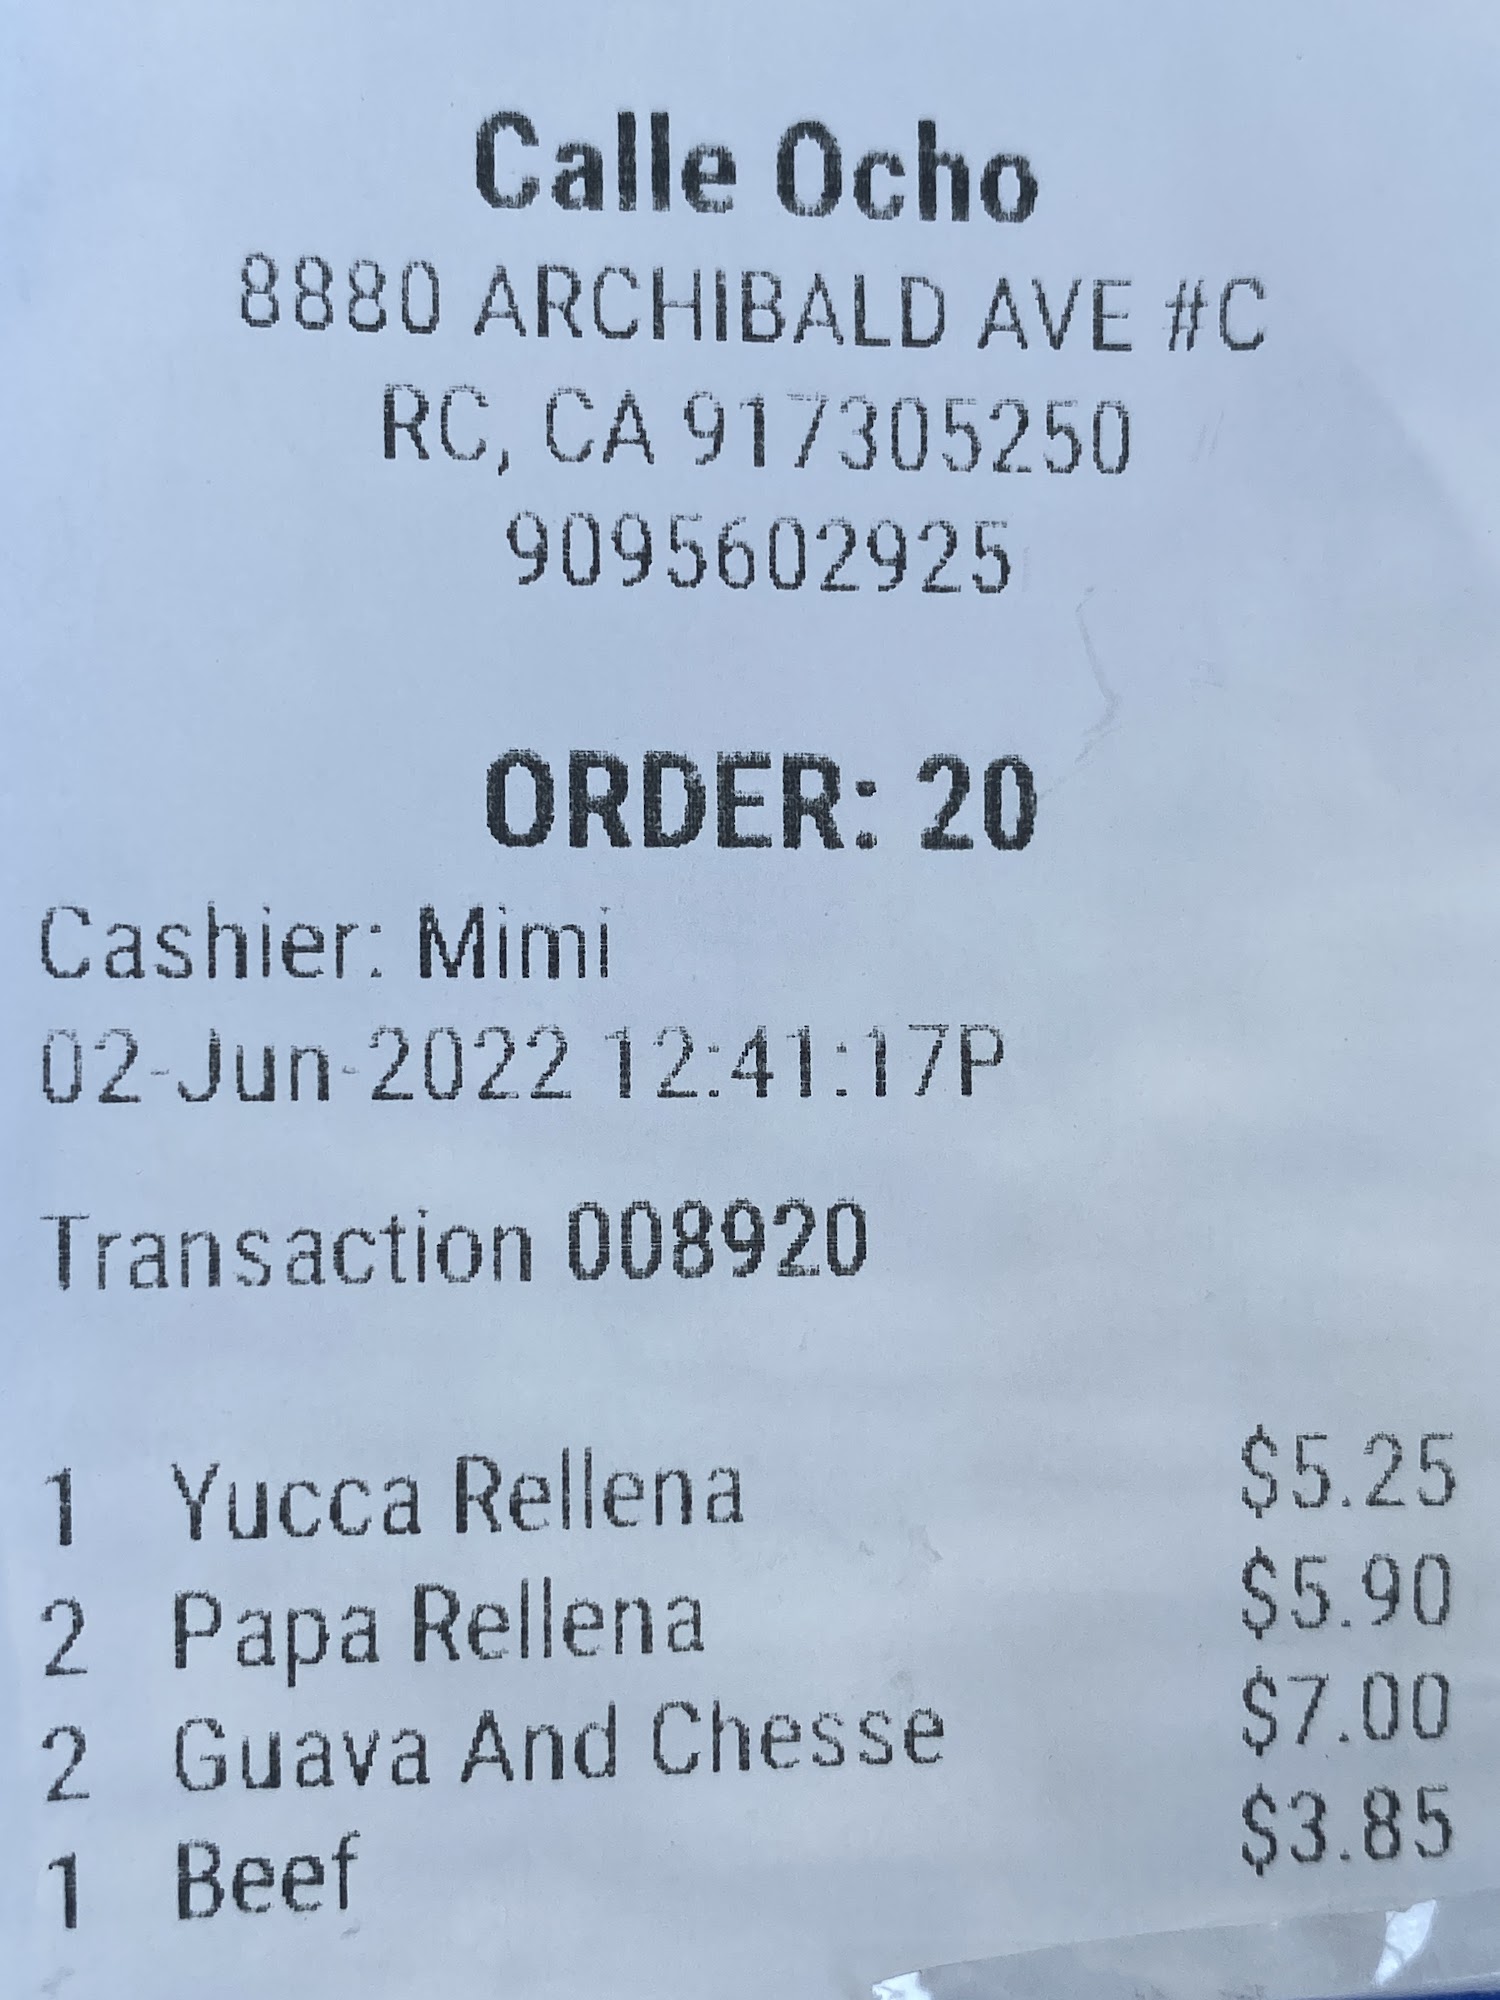 Calle Ocho
8880 ARCHIBALD AVE #C
RC, CA 917305250
9095602925
ORDER: 20
Cashier: Mimi
02-Jun-2022 12:41:17P
Transaction 008920
1 Yucca Rellena $5.25
2 Papa Rellena $5.90
2 Guava And Chesse $7.00
1 Beef $3.85